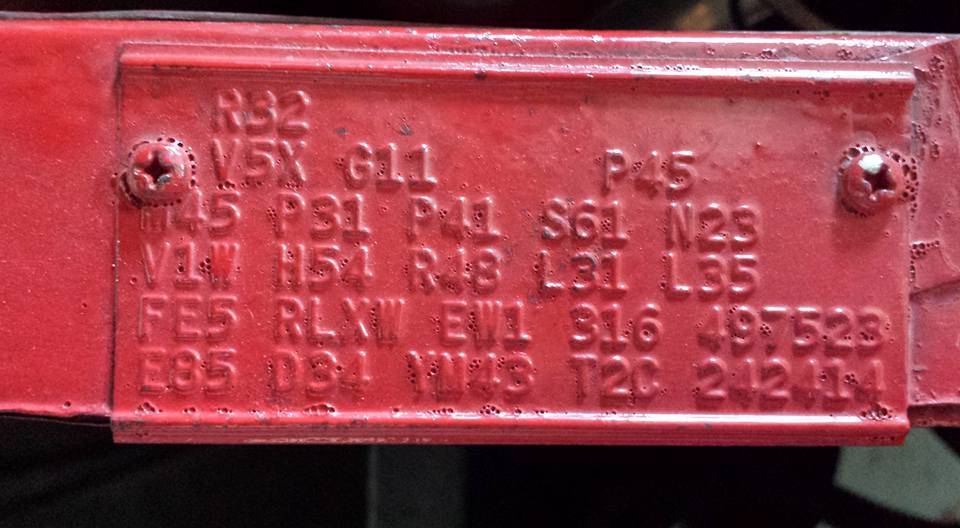 R32
V5X G11 P45
M45 P31 P41 S61 N23
V1W H54 R48 L31 L35
FE5 RLXW EW1 316 497523
E85 D34 YM43 T2C 242414